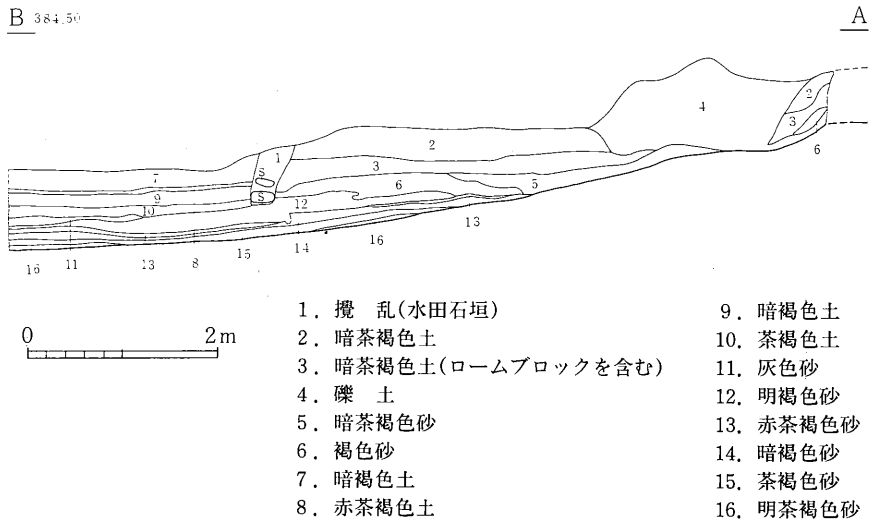 B 384.50
A
2
3
4
6
1
2
S
3
7
S
6
5
9
12
10
13
15
14
16
16
11
13
8
0 2m
1．攪 乱(水田石垣)
2．暗茶褐色土
3．暗茶褐色土(ロームブロックを含む)
4．礫 土
5．暗茶褐色砂
6．褐色砂
7．暗褐色土
8．赤茶褐色土
9．暗褐色土
10．茶褐色土
11．灰色砂
12．明褐色砂
13．赤茶褐色砂
14．暗褐色砂
15．茶褐色砂
16．明茶褐色砂